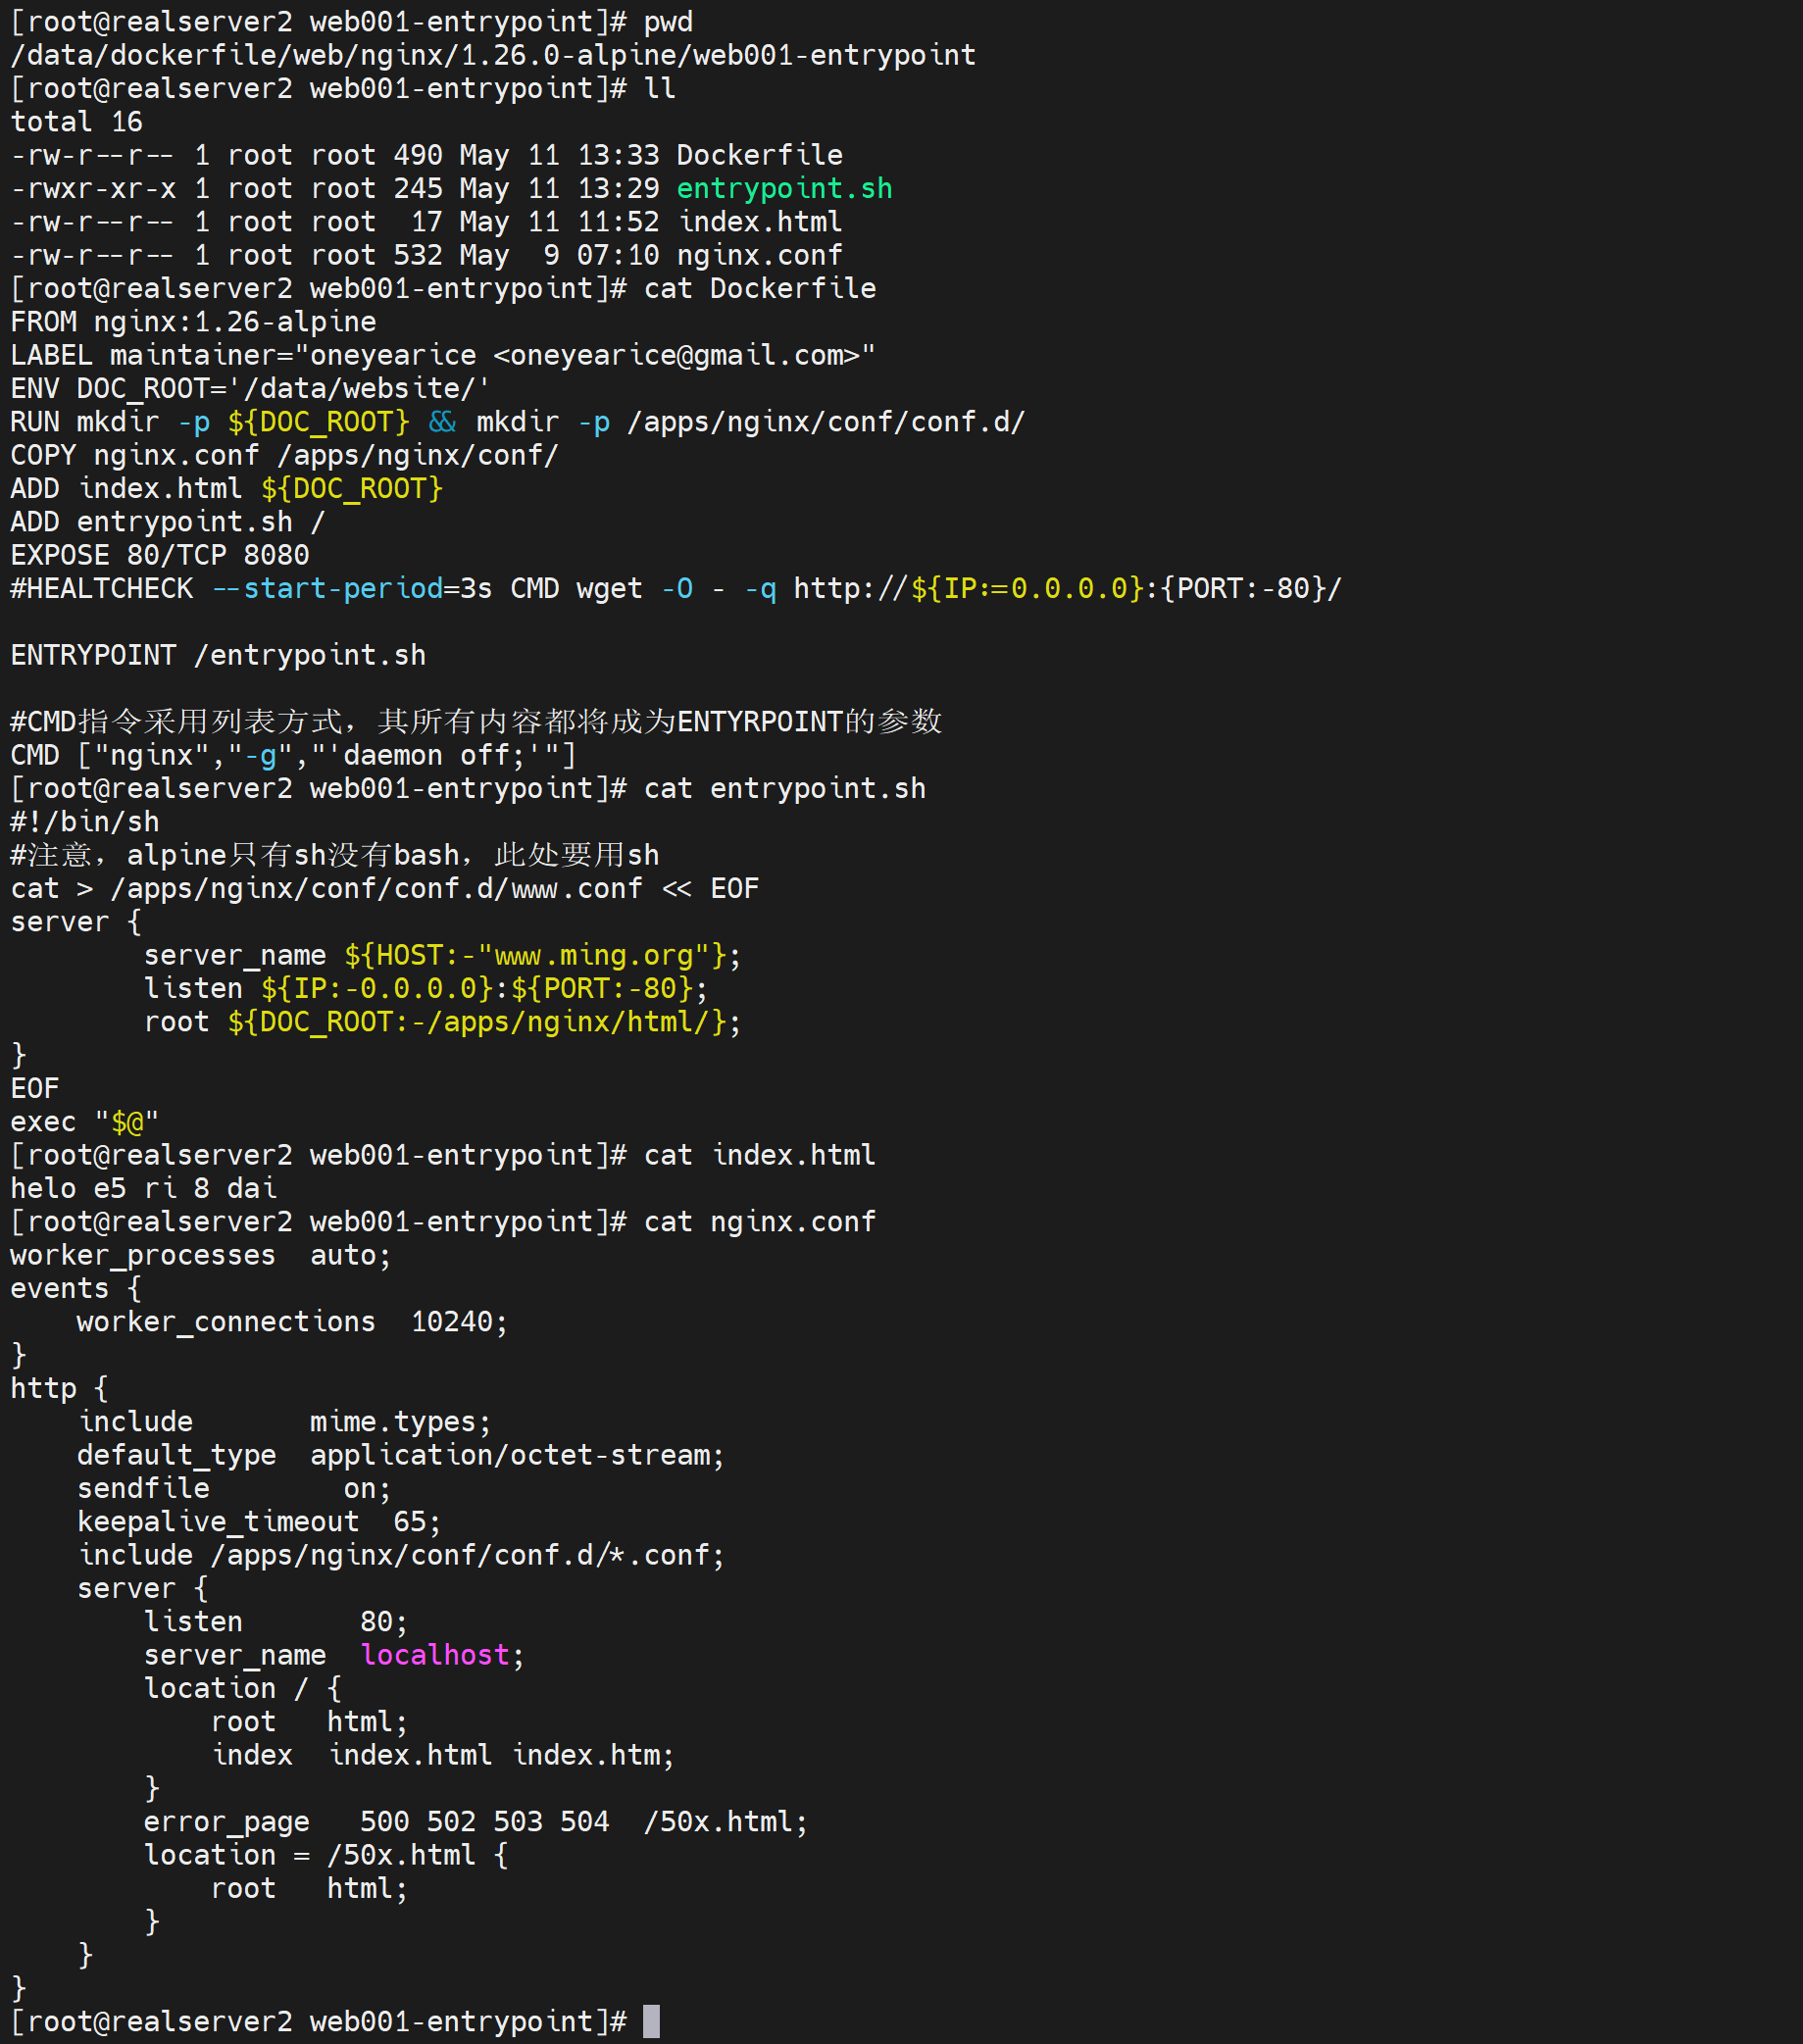 [root@realserver2 web001-entrypoint]# pwd
/data/dockerfile/web/nginx/1.26.0-alpine/web001-entrypoint
[root@realserver2 web001-entrypoint]# ll
total 16
-rw-r--r-- 1 root root 490 May 11 13:33 Dockerfile
-rwxr-xr-x 1 root root 245 May 11 13:29 entrypoint.sh
-rw-r--r-- 1 root root  17 May 11 11:52 index.html
-rw-r--r-- 1 root root 532 May  9 07:10 nginx.conf
[root@realserver2 web001-entrypoint]# cat Dockerfile
FROM nginx:1.26-alpine
LABEL maintainer="oneyearice <oneyearice@gmail.com>"
ENV DOC_ROOT='/data/website/'
RUN mkdir -p ${DOC_ROOT} && mkdir -p /apps/nginx/conf/conf.d/
COPY nginx.conf /apps/nginx/conf/
ADD index.html ${DOC_ROOT}
ADD entrypoint.sh /
EXPOSE 80/TCP 8080
#HEALTCHECK --start-period=3s CMD wget -O - -q http://${IP:=0.0.0.0}:{PORT:-80}/
ENTRYPOINT /entrypoint.sh
#CMD指令采用列表方式，其所有内容都将成为ENTYRPOINT的参数
CMD ["nginx","-g","'daemon off;'"]
[root@realserver2 web001-entrypoint]# cat entrypoint.sh
#!/bin/sh
#注意，alpine只有sh没有bash，此处要用sh
cat > /apps/nginx/conf/conf.d/www.conf << EOF
server {
        server_name ${HOST:-"www.ming.org"};
        listen ${IP:-0.0.0.0}:${PORT:-80};
        root ${DOC_ROOT:-/apps/nginx/html/};
}
EOF
exec "$@"
[root@realserver2 web001-entrypoint]# cat index.html
helo e5 ri 8 dai
[root@realserver2 web001-entrypoint]# cat nginx.conf
worker_processes  auto;
events {
    worker_connections  10240;
}
http {
    include       mime.types;
    default_type  application/octet-stream;
    sendfile        on;
    keepalive_timeout  65;
    include /apps/nginx/conf/conf.d/*.conf;
    server {
        listen       80;
        server_name  localhost;
        location / {
            root   html;
            index  index.html index.htm;
        }
        error_page   500 502 503 504  /50x.html;
        location = /50x.html {
            root   html;
        }
    }
}
[root@realserver2 web001-entrypoint]#